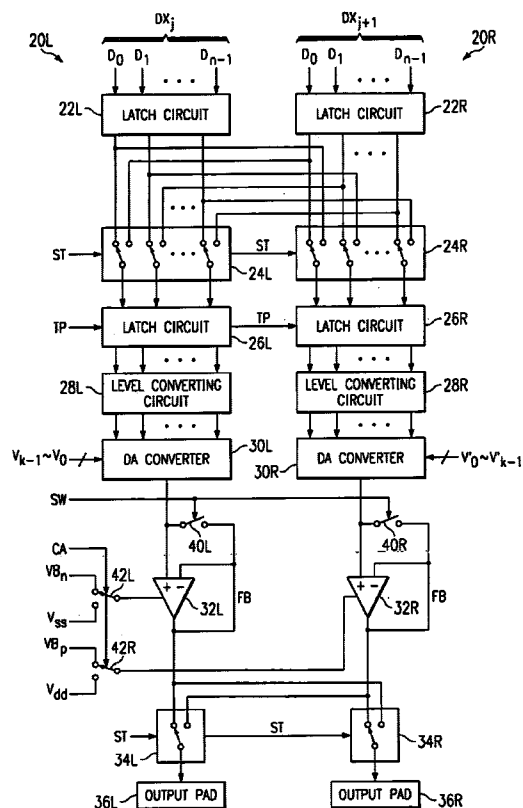 DXj DXj+1
20L 20R
D0 D1 • • • Dn-1 D0 D1 • • • Dn-1
22L LATCH CIRCUIT LATCH CIRCUIT 22R
ST ST 24R
24L
TP LATCH CIRCUIT TP LATCH CIRCUIT 26R
26L
28L LEVEL CONVERTING CIRCUIT LEVEL CONVERTING CIRCUIT 28R
Vk-1~V0 DA CONVERTER 30L DA CONVERTER V'0~V'k-1
30R
SW
40L 40R
CA
VBn 42L + − 32L FB + − 32R FB
Vss
VBp 42R
Vdd
ST 34L ST 34R
36L OUTPUT PAD OUTPUT PAD 36R